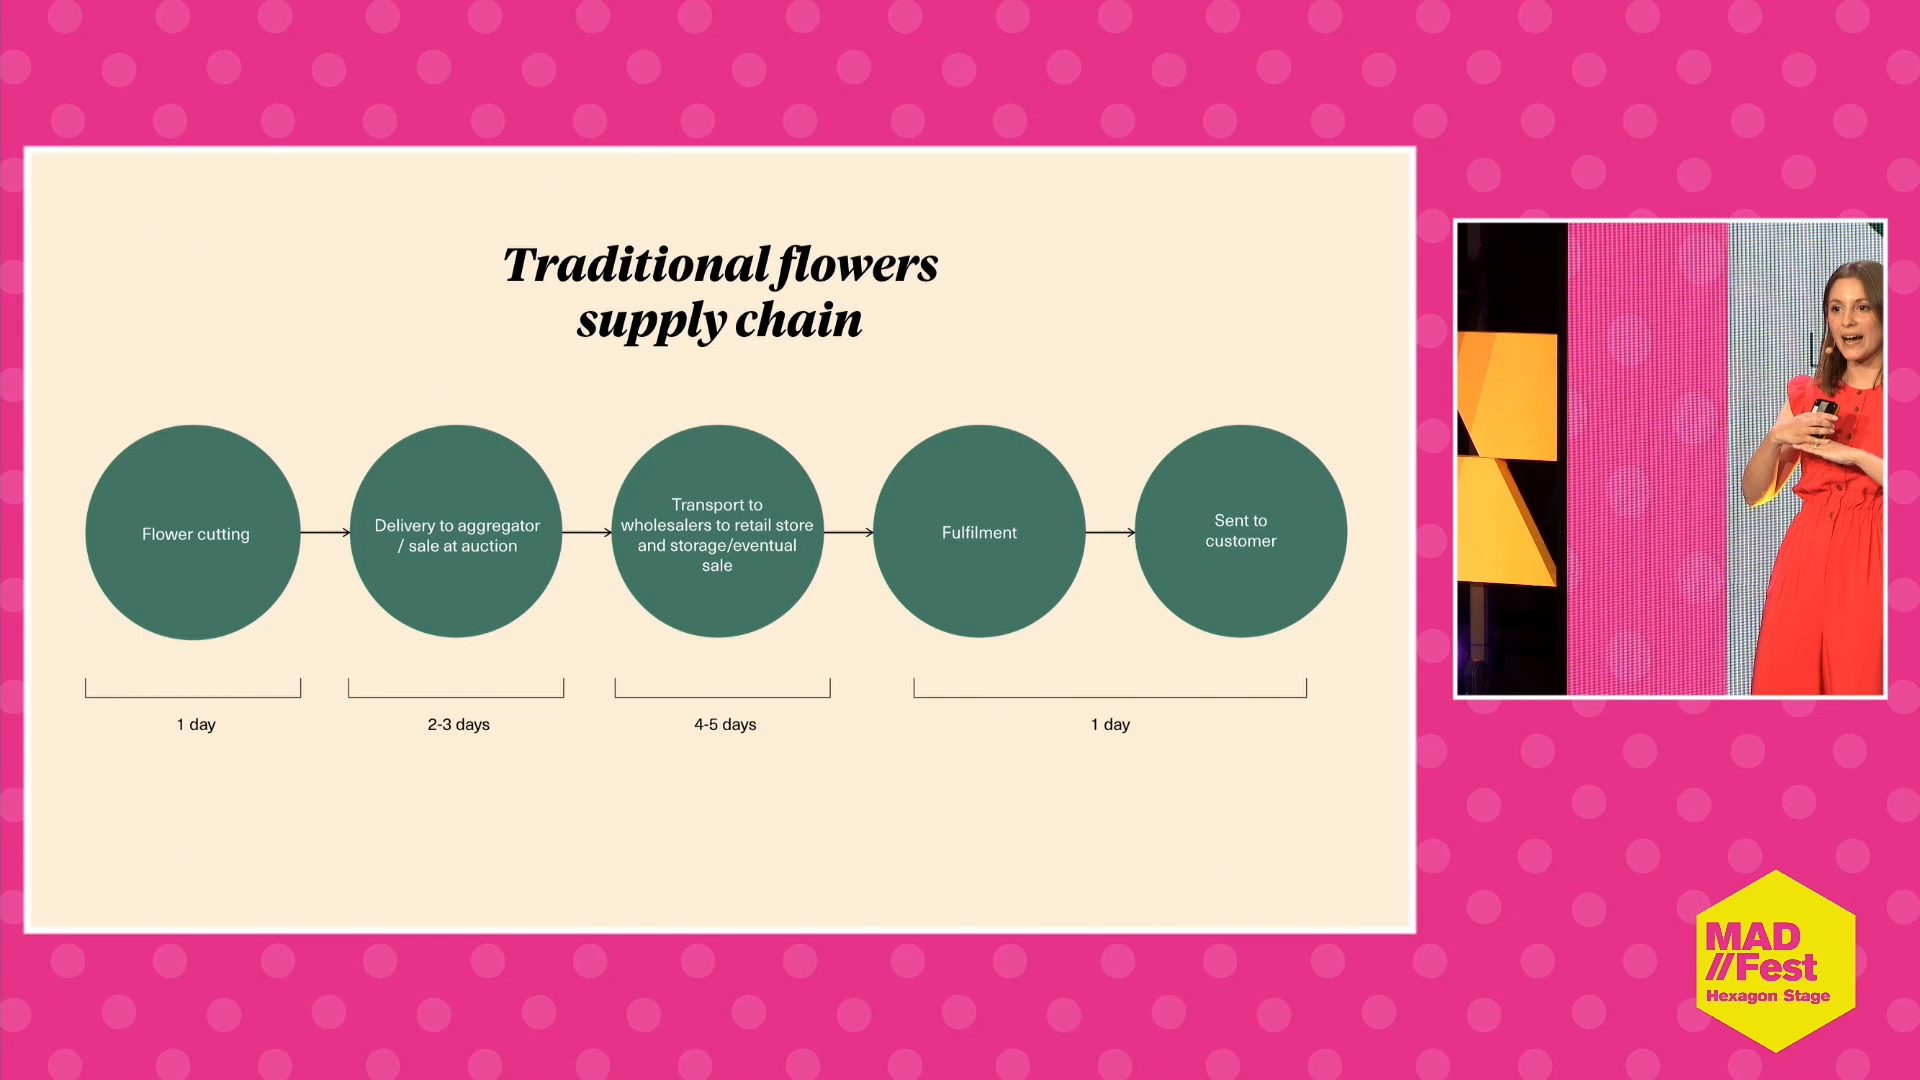 Traditional flowers
supply chain
Flower cutting
Delivery to aggregator
/ sale at auction
Transport to
wholesalers to retail store
and storage/eventual
sale
Fulfilment
Sent to
customer
1 day
2-3 days
4-5 days
1 day
MAD
//Fest
Hexagon Stage